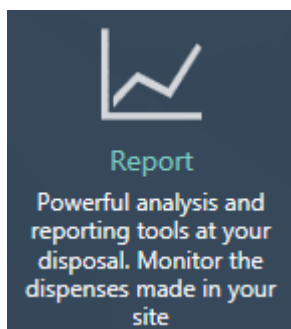 Report
Powerful analysis and
reporting tools at your
disposal. Monitor the
dispenses made in your
site